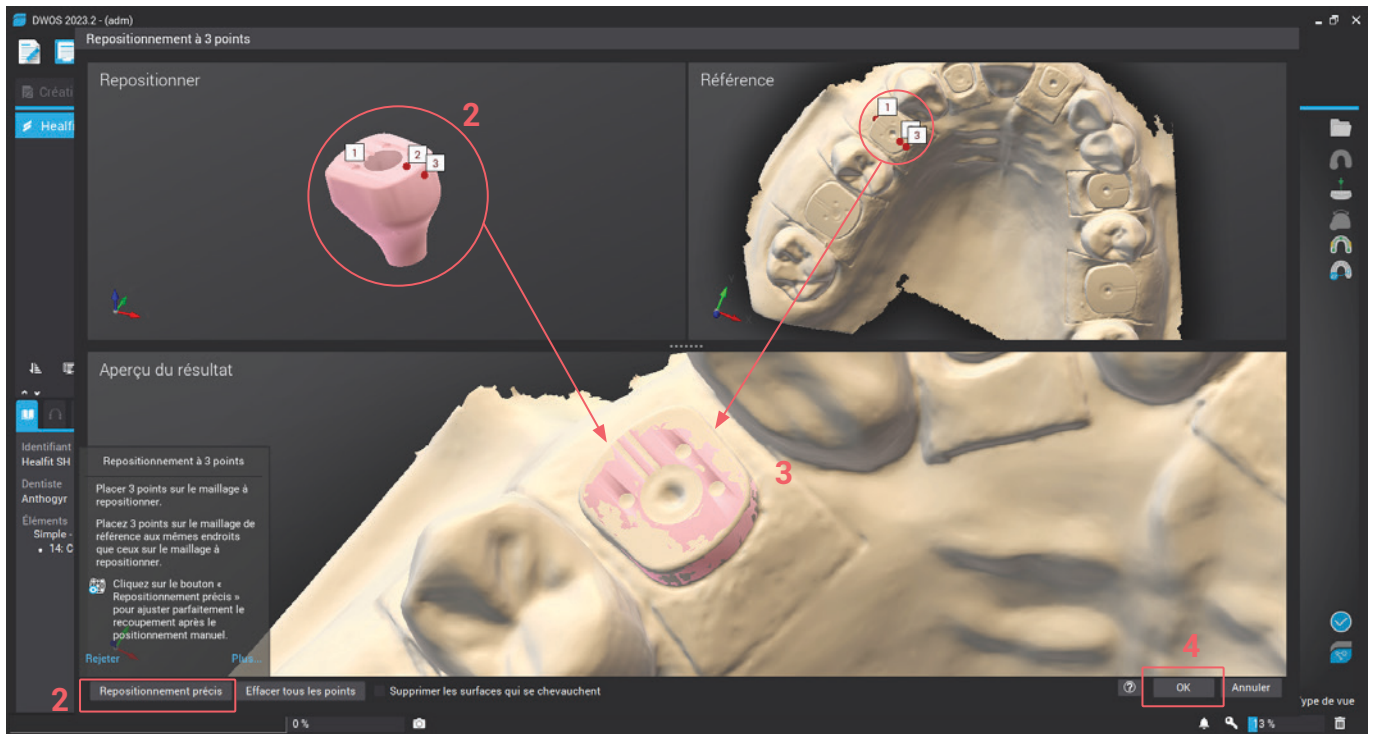 DWOS 2023.2 - (adm)
Repositionnement à 3 points
Créati
Healfi
Repositionner
2
1
2
3
Référence
1
3
Aperçu du résultat
3
Identifiant
Healfit SH
Dentiste
Anthogyr
Éléments
Simple -
14: C
Repositionnement à 3 points
Placer 3 points sur le maillage à
repositionner.
Placez 3 points sur le maillage de
référence aux mêmes endroits
que ceux sur le maillage à
repositionner.
Cliquez sur le bouton «
Repositionnement précis »
pour ajuster parfaitement le
recoupement après le
positionnement manuel.
Rejeter
Plus...
2
Repositionnement précis
Effacer tous les points
Supprimer les surfaces qui se chevauchent
4
OK
Annuler
ype de vue
0 %
13 %